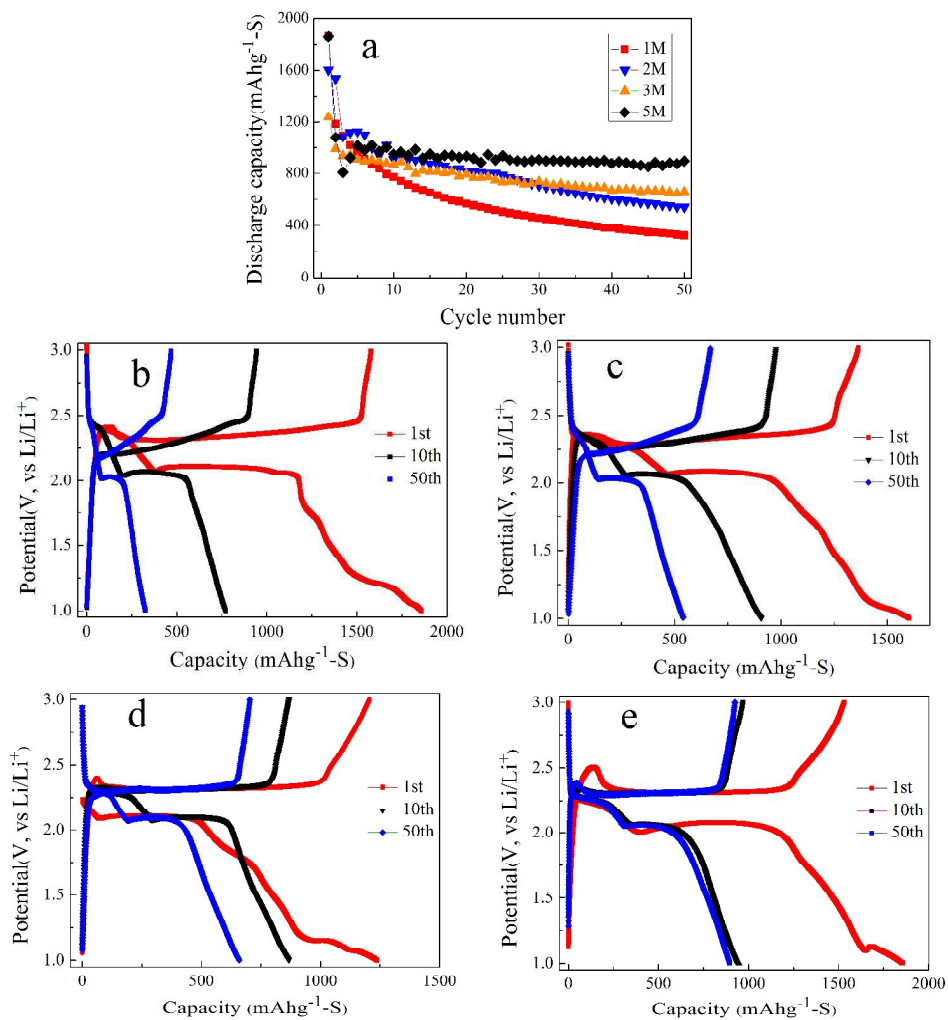 a
2000
1600
1200
800
400
0
0 10 20 30 40 50
1M
2M
3M
5M
Discharge capacity(mAhg-1-S)
Cycle number
b
3.0
2.5
2.0
1.5
1.0
0 500 1000 1500 2000
1st
10th
50th
Potential(V, vs Li/Li+)
Capacity (mAhg-1-S)
c
3.0
2.5
2.0
1.5
1.0
0 500 1000 1500
1st
10th
50th
Potential(V, vs Li/Li+)
Capacity (mAhg-1-S)
d
3.0
2.5
2.0
1.5
1.0
0 500 1000 1500
1st
10th
50th
Potential(V, vs Li/Li+)
Capacity (mAhg-1-S)
e
3.0
2.5
2.0
1.5
1.0
0 500 1000 1500 2000
1st
10th
50th
Potential(V, vs Li/Li+)
Capacity (mAhg-1-S)